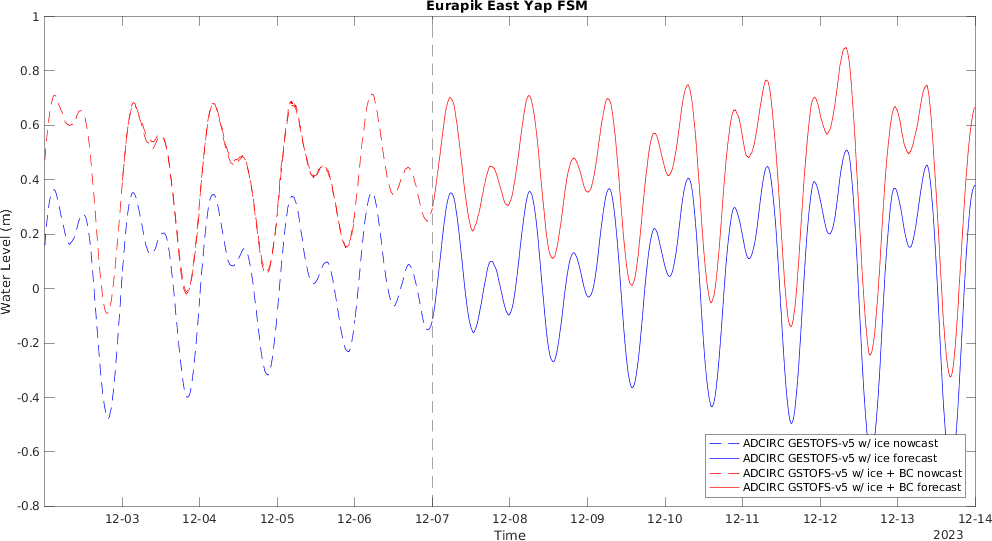 Eurapik East Yap FSM
1
0.8
0.6
0.4
0.2
0
-0.2
-0.4
-0.6
-0.8
Water Level (m)
ADCIRC GESTOFS-v5 w/ ice nowcast
ADCIRC GESTOFS-v5 w/ ice forecast
ADCIRC GSTOFS-v5 w/ ice + BC nowcast
ADCIRC GSTOFS-v5 w/ ice + BC forecast
12-03 12-04 12-05 12-06 12-07 12-08 12-09 12-10 12-11 12-12 12-13 12-14
Time
2023